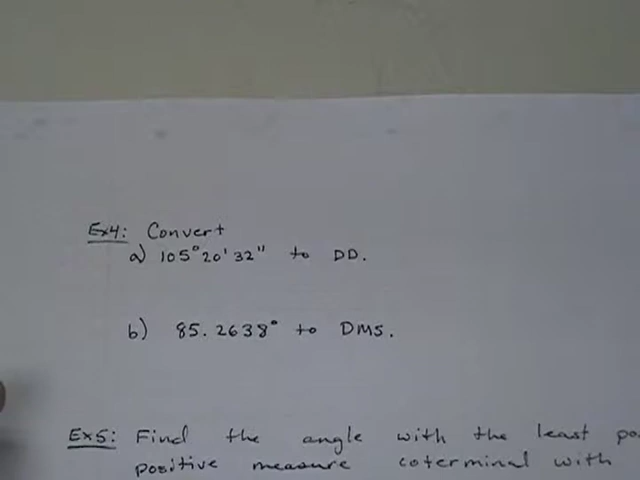 Ex4: Convert
a) 105°20'32" to DD.
b) 85.2638° to DMS.
Ex5: Find the angle with the least
positive measure coterminal with